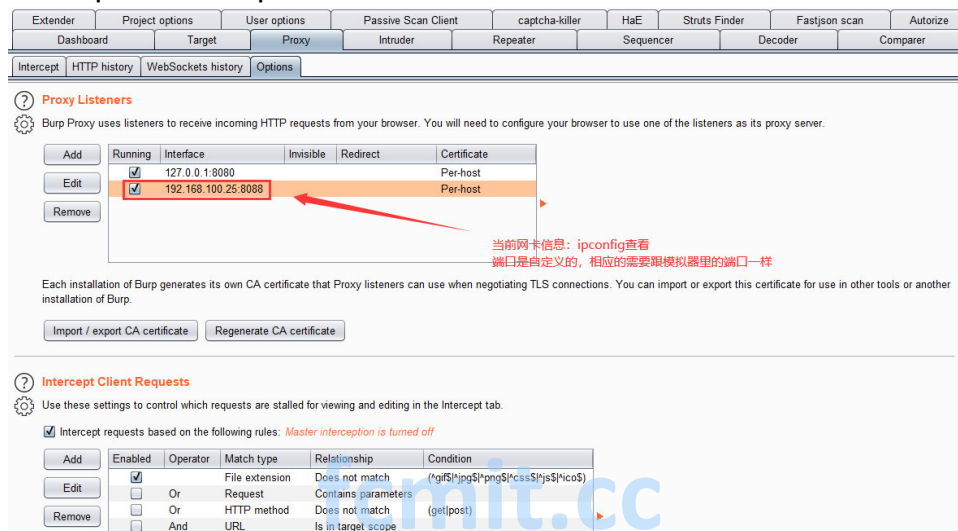 Extender Project options User options Passive Scan Client captcha-killer HaE Struts Finder Fastjson scan Autorize
Dashboard Target Proxy Intruder Repeater Sequencer Decoder Comparer
Intercept HTTP history WebSockets history Options
? Proxy Listeners
Burp Proxy uses listeners to receive incoming HTTP requests from your browser. You will need to configure your browser to use one of the listeners as its proxy server.
Add Running Interface Invisible Redirect Certificate
127.0.0.1:8080 Per-host
Edit
192.168.100.25:8088 Per-host
Remove
当前网卡信息：ipconfig查看
端口是自定义的，相应的需要跟模拟器里的端口一样
Each installation of Burp generates its own CA certificate that Proxy listeners can use when negotiating TLS connections. You can import or export this certificate for use in other tools or another
installation of Burp.
Import / export CA certificate Regenerate CA certificate
? Intercept Client Requests
Use these settings to control which requests are stalled for viewing and editing in the Intercept tab.
Intercept requests based on the following rules: Master interception is turned off
Add Enabled Operator Match type Relationship Condition
File extension Does not match (^gif$|^jpg$|^png$|^css$|^js$|^ico$)
Edit
Or Request Contains parameters
Or HTTP method Does not match (get|post)
Remove
And URL Is in target scope
fcmit.cc